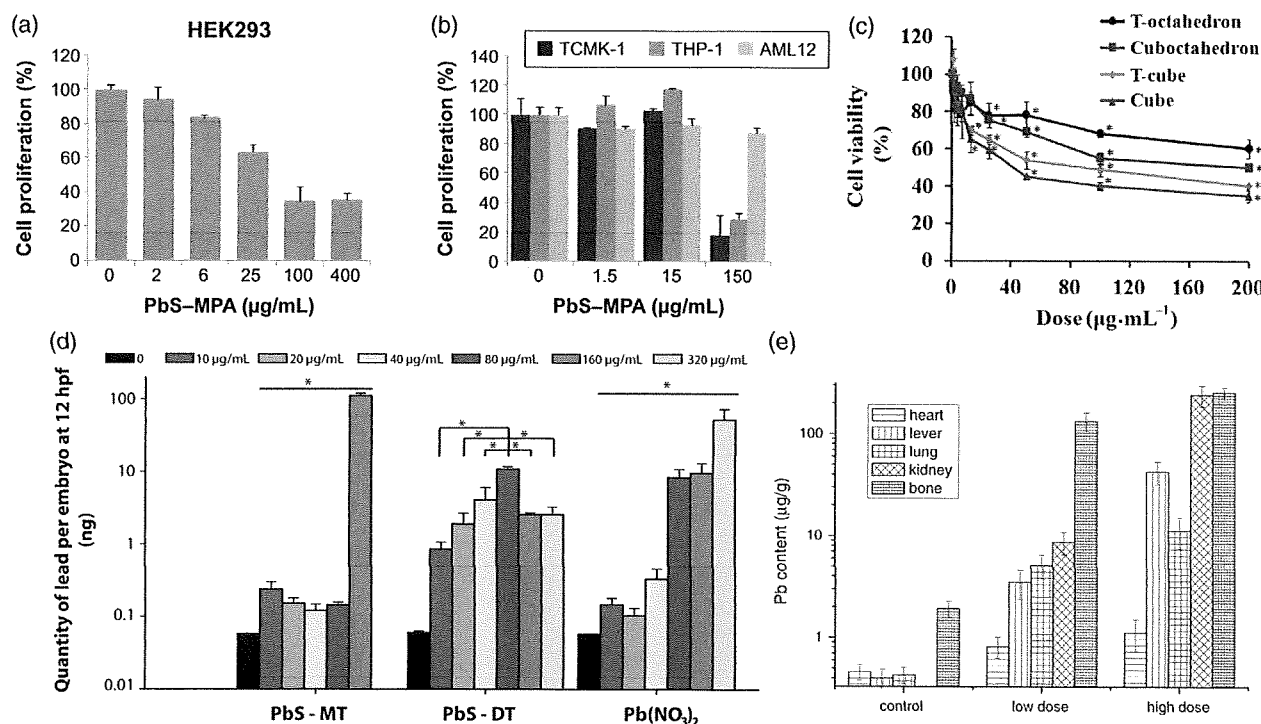 (a)
HEK293
Cell proliferation (%)
120
100
80
60
40
20
0
0 2 6 25 100 400
PbS–MPA (µg/mL)
(b)
TCMK-1 THP-1 AML12
Cell proliferation (%)
140
120
100
80
60
40
20
0
0 1.5 15 150
PbS–MPA (µg/mL)
(c)
T-octahedron
Cuboctahedron
T-cube
Cube
Cell viability
(%)
120
100
80
60
40
20
0
0 40 80 120 160 200
Dose (µg·mL⁻¹)
(d)
0 10 µg/mL 20 µg/mL 40 µg/mL 80 µg/mL 160 µg/mL 320 µg/mL
Quantity of lead per embryo at 12 hpf
(ng)
100
10
1
0.1
0.01
PbS - MT PbS - DT Pb(NO₃)₂
(e)
heart
lever
lung
kidney
bone
Pb content (µg/g)
100
10
1
control low dose high dose